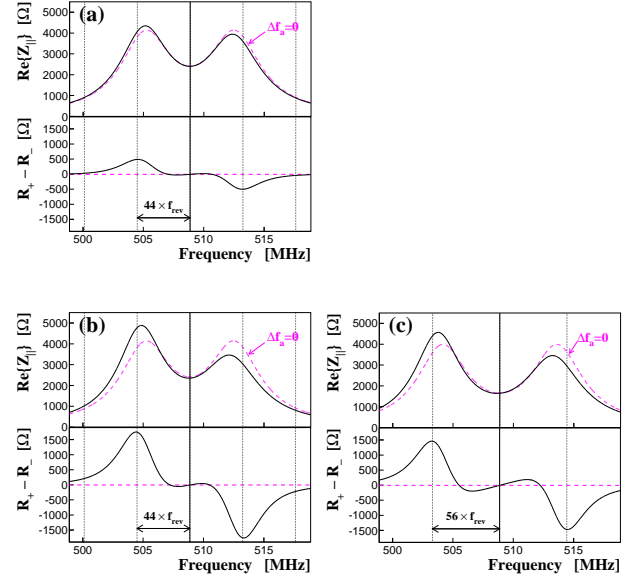 (a)
Δfₐ=0
Re{Z||} [Ω]
5000
4000
3000
2000
1000
0
R₊ − R₋ [Ω]
1500
1000
500
0
-500
-1000
-1500
44 × f_rev
500
505
510
515
Frequency [MHz]
(b)
Δfₐ=0
Re{Z||} [Ω]
5000
4000
3000
2000
1000
0
R₊ − R₋ [Ω]
1500
1000
500
0
-500
-1000
-1500
44 × f_rev
500
505
510
515
Frequency [MHz]
(c)
Δfₐ=0
Re{Z||} [Ω]
5000
4000
3000
2000
1000
0
R₊ − R₋ [Ω]
1500
1000
500
0
-500
-1000
-1500
56 × f_rev
500
505
510
515
Frequency [MHz]